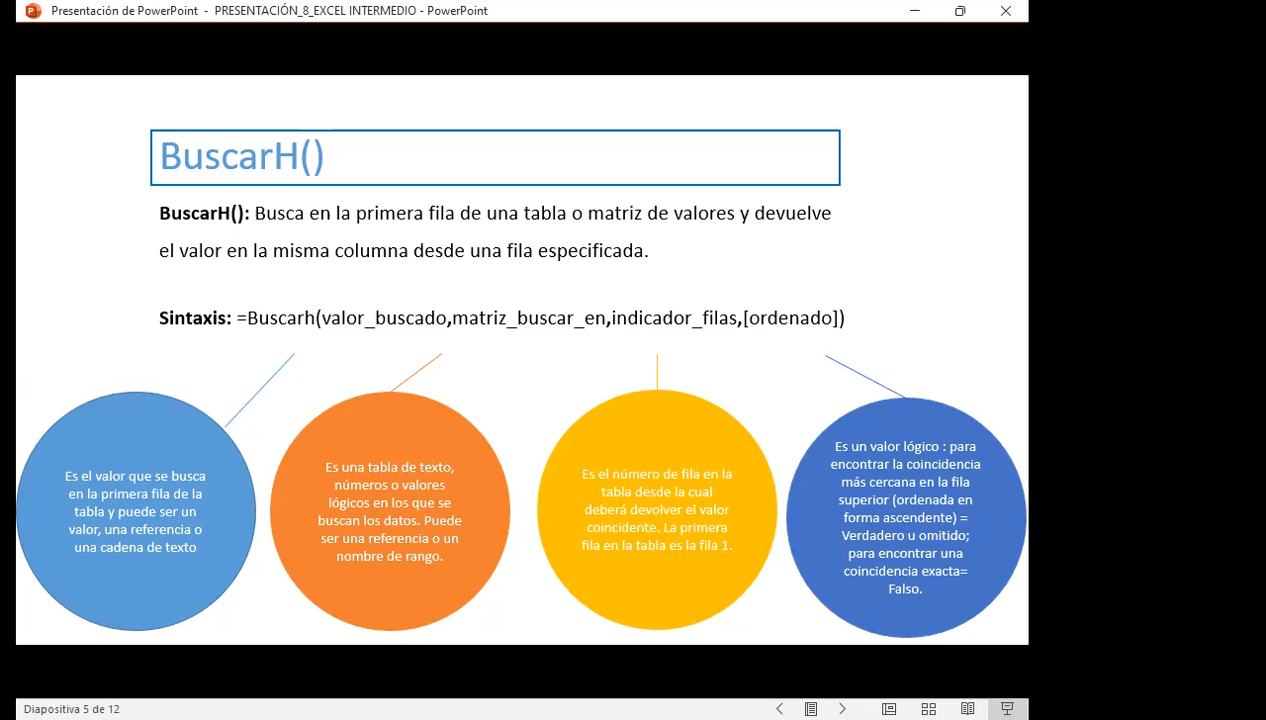 Presentación de PowerPoint - PRESENTACIÓN_8_EXCEL INTERMEDIO - PowerPoint
BuscarH()
BuscarH(): Busca en la primera fila de una tabla o matriz de valores y devuelve
el valor en la misma columna desde una fila especificada.
Sintaxis: =Buscarh(valor_buscado,matriz_buscar_en,indicador_filas,[ordenado])
Es el valor que se busca
en la primera fila de la
tabla y puede ser un
valor, una referencia o
una cadena de texto
Es una tabla de texto,
números o valores
lógicos en los que se
buscan los datos. Puede
ser una referencia o un
nombre de rango.
Es el número de fila en la
tabla desde la cual
deberá devolver el valor
coincidente. La primera
fila en la tabla es la fila 1.
Es un valor lógico : para
encontrar la coincidencia
más cercana en la fila
superior (ordenada en
forma ascendente) =
Verdadero u omitido;
para encontrar una
coincidencia exacta=
Falso.
Diapositiva 5 de 12